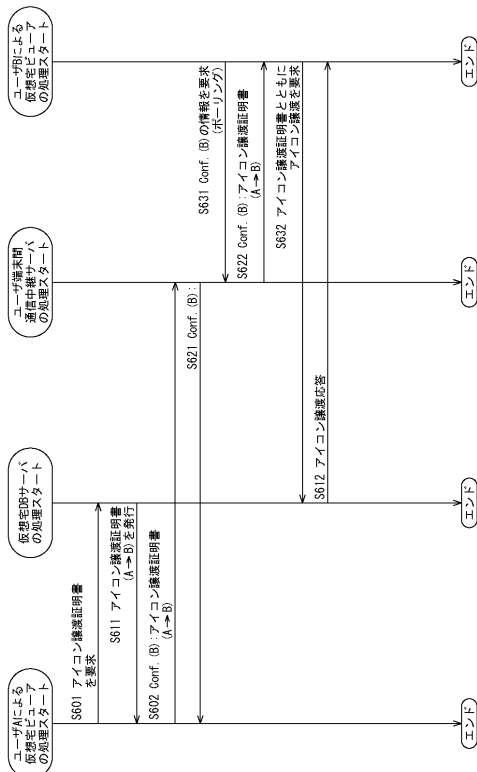 ユーザAによる
仮想宅ビューア
の処理スタート
仮想宅DBサーバ
の処理スタート
ユーザ端末間
通信中継サーバ
の処理スタート
ユーザBによる
仮想宅ビューア
の処理スタート
S601 アイコン譲渡証明書
を要求
S611 アイコン譲渡証明書
(A→B)を発行
S602 Conf.(B):アイコン譲渡証明書
(A→B)
S621 Conf.(B):
S631 Conf.(B)の情報を要求
(ポーリング)
S622 Conf.(B):アイコン譲渡証明書
(A→B)
S632 アイコン譲渡証明書とともに
アイコン譲渡を要求
S612 アイコン譲渡応答
エンド
エンド
エンド
エンド